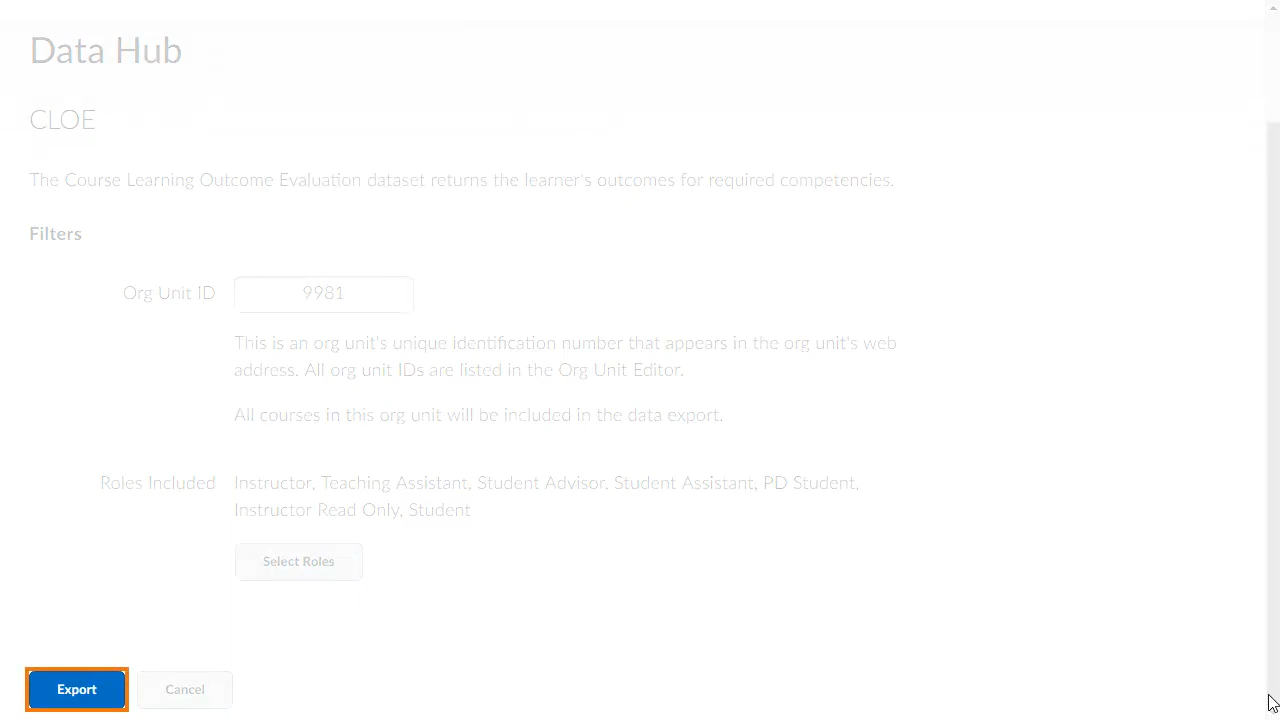 Data Hub
CLOE
The Course Learning Outcome Evaluation dataset returns the learner's outcomes for required competencies.
Filters
Org Unit ID 9981
This is an org unit's unique identification number that appears in the org unit's web
address. All org unit IDs are listed in the Org Unit Editor.
All courses in this org unit will be included in the data export.
Roles Included Instructor, Teaching Assistant, Student Advisor, Student Assistant, PD Student,
Instructor Read Only, Student
Select Roles
Export Cancel